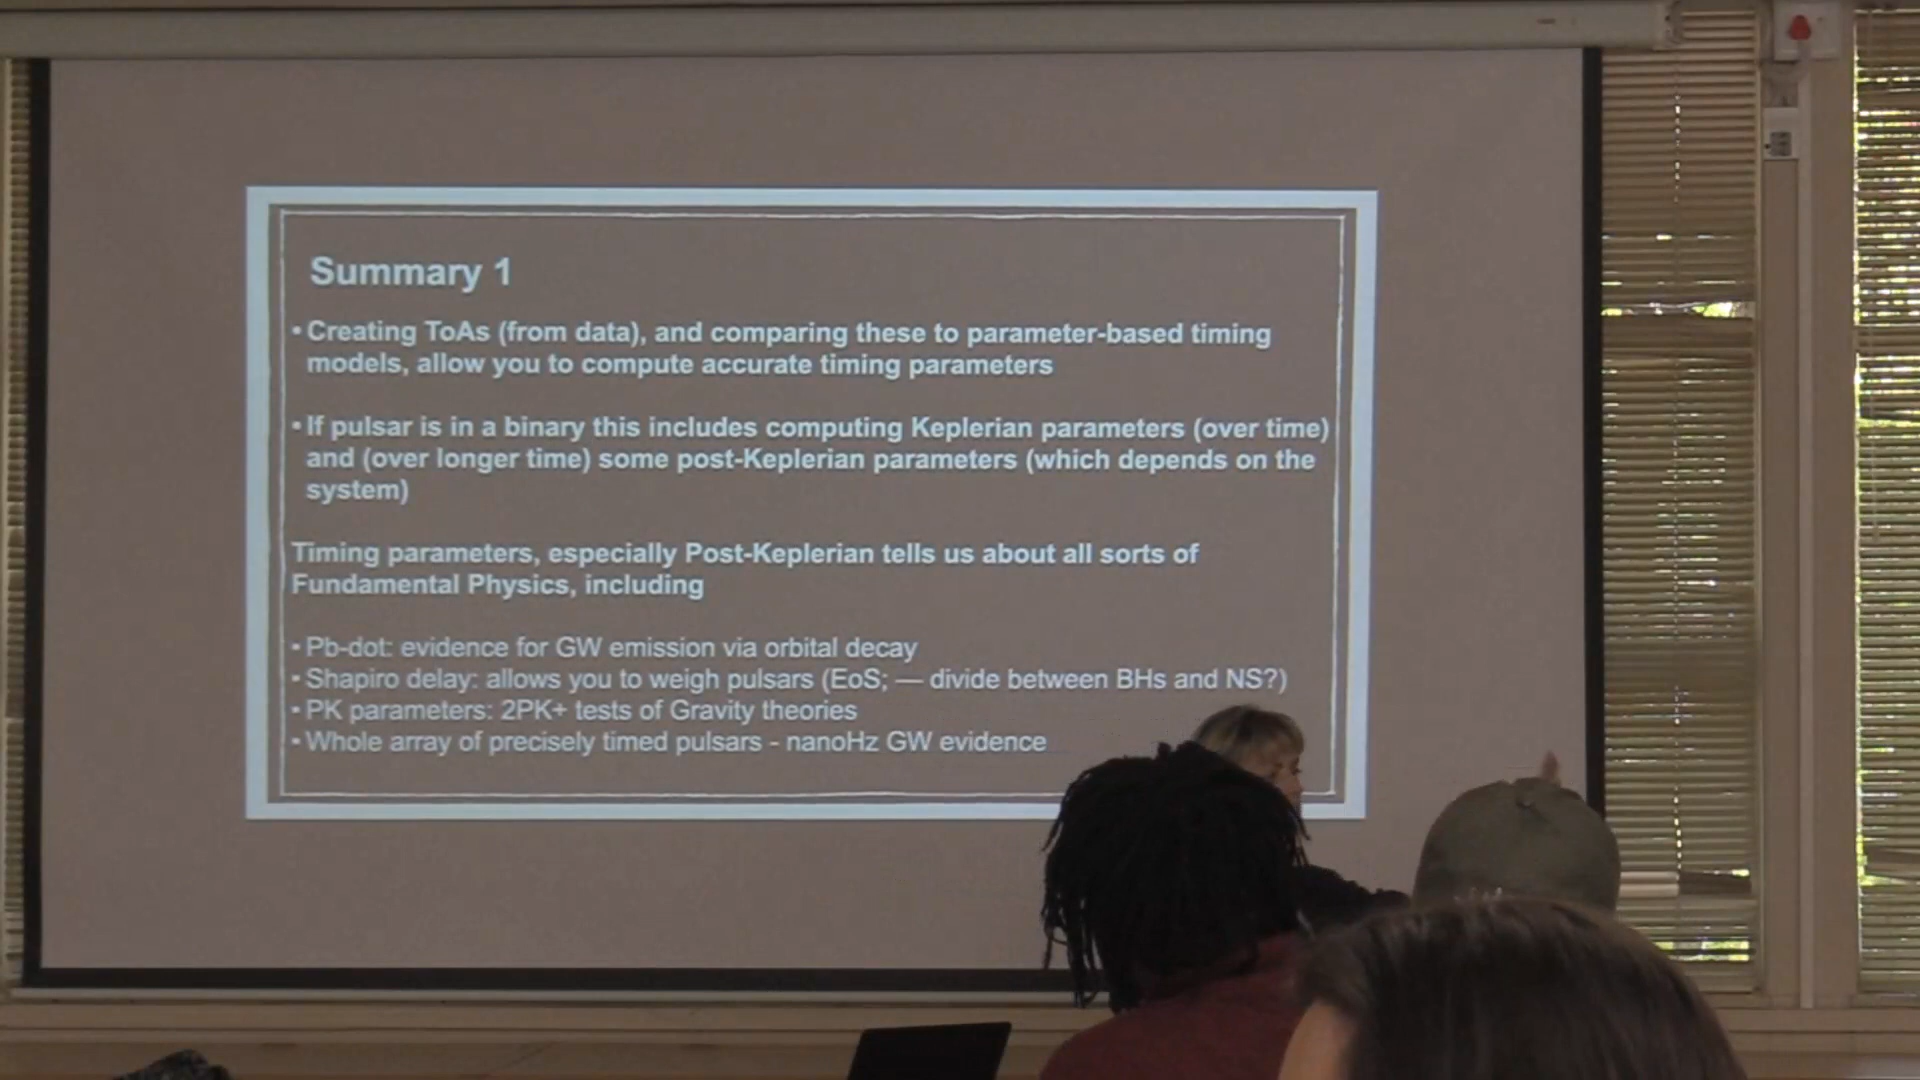 Summary 1
• Creating ToAs (from data), and comparing these to parameter-based timing
models, allow you to compute accurate timing parameters
• If pulsar is in a binary this includes computing Keplerian parameters (over time)
and (over longer time) some post-Keplerian parameters (which depends on the
system)
Timing parameters, especially Post-Keplerian tells us about all sorts of
Fundamental Physics, including
• Pb-dot: evidence for GW emission via orbital decay
• Shapiro delay: allows you to weigh pulsars (EoS; — divide between BHs and NS?)
• PK parameters: 2PK+ tests of Gravity theories
• Whole array of precisely timed pulsars - nanoHz GW evidence